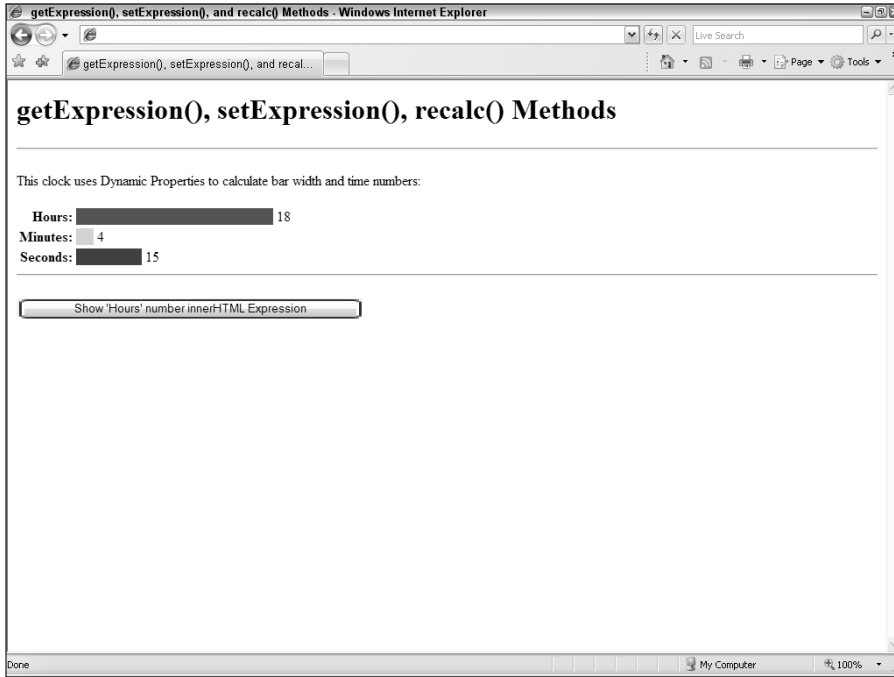 getExpression(), setExpression(), and recalc() Methods - Windows Internet Explorer
Live Search
getExpression(), setExpression(), and recal...
Page
Tools
getExpression(), setExpression(), recalc() Methods
This clock uses Dynamic Properties to calculate bar width and time numbers:
Hours: 18
Minutes: 4
Seconds: 15
Show 'Hours' number innerHTML Expression
Done
My Computer
100%